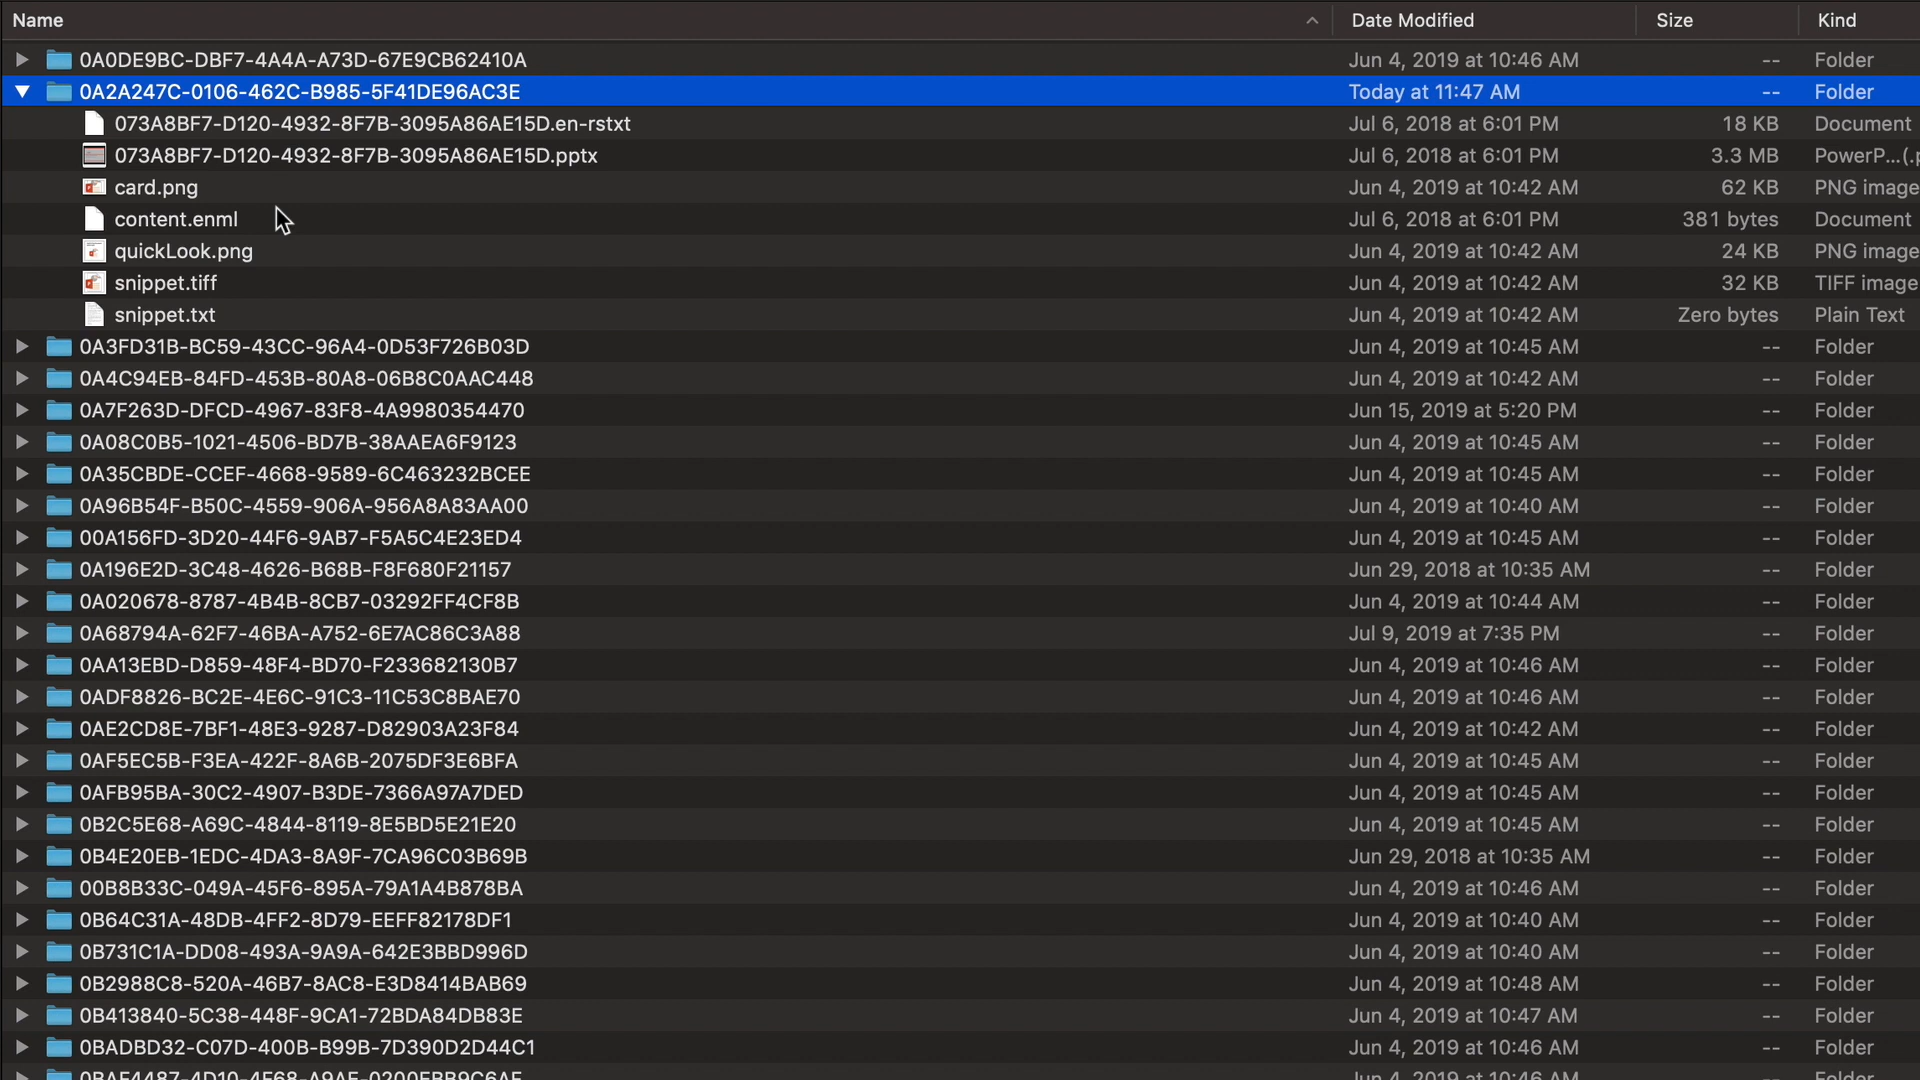 Name Date Modified Size Kind
0A0DE9BC-DBF7-4A4A-A73D-67E9CB62410A Jun 4, 2019 at 10:46 AM -- Folder
0A2A247C-0106-462C-B985-5F41DE96AC3E Today at 11:47 AM -- Folder
073A8BF7-D120-4932-8F7B-3095A86AE15D.en-rstxt Jul 6, 2018 at 6:01 PM 18 KB Document
073A8BF7-D120-4932-8F7B-3095A86AE15D.pptx Jul 6, 2018 at 6:01 PM 3.3 MB PowerP...(.p
card.png Jun 4, 2019 at 10:42 AM 62 KB PNG image
content.enml Jul 6, 2018 at 6:01 PM 381 bytes Document
quickLook.png Jun 4, 2019 at 10:42 AM 24 KB PNG image
snippet.tiff Jun 4, 2019 at 10:42 AM 32 KB TIFF image
snippet.txt Jun 4, 2019 at 10:42 AM Zero bytes Plain Text
0A3FD31B-BC59-43CC-96A4-0D53F726B03D Jun 4, 2019 at 10:45 AM -- Folder
0A4C94EB-84FD-453B-80A8-06B8C0AAC448 Jun 4, 2019 at 10:42 AM -- Folder
0A7F263D-DFCD-4967-83F8-4A9980354470 Jun 15, 2019 at 5:20 PM -- Folder
0A08C0B5-1021-4506-BD7B-38AAEA6F9123 Jun 4, 2019 at 10:45 AM -- Folder
0A35CBDE-CCEF-4668-9589-6C463232BCEE Jun 4, 2019 at 10:45 AM -- Folder
0A96B54F-B50C-4559-906A-956A8A83AA00 Jun 4, 2019 at 10:40 AM -- Folder
00A156FD-3D20-44F6-9AB7-F5A5C4E23ED4 Jun 4, 2019 at 10:45 AM -- Folder
0A196E2D-3C48-4626-B68B-F8F680F21157 Jun 29, 2018 at 10:35 AM -- Folder
0A020678-8787-4B4B-8CB7-03292FF4CF8B Jun 4, 2019 at 10:44 AM -- Folder
0A68794A-62F7-46BA-A752-6E7AC86C3A88 Jul 9, 2019 at 7:35 PM -- Folder
0AA13EBD-D859-48F4-BD70-F233682130B7 Jun 4, 2019 at 10:46 AM -- Folder
0ADF8826-BC2E-4E6C-91C3-11C53C8BAE70 Jun 4, 2019 at 10:46 AM -- Folder
0AE2CD8E-7BF1-48E3-9287-D82903A23F84 Jun 4, 2019 at 10:42 AM -- Folder
0AF5EC5B-F3EA-422F-8A6B-2075DF3E6BFA Jun 4, 2019 at 10:45 AM -- Folder
0AFB95BA-30C2-4907-B3DE-7366A97A7DED Jun 4, 2019 at 10:45 AM -- Folder
0B2C5E68-A69C-4844-8119-8E5BD5E21E20 Jun 4, 2019 at 10:45 AM -- Folder
0B4E20EB-1EDC-4DA3-8A9F-7CA96C03B69B Jun 29, 2018 at 10:35 AM -- Folder
00B8B33C-049A-45F6-895A-79A1A4B878BA Jun 4, 2019 at 10:46 AM -- Folder
0B64C31A-48DB-4FF2-8D79-EEFF82178DF1 Jun 4, 2019 at 10:40 AM -- Folder
0B731C1A-DD08-493A-9A9A-642E3BBD996D Jun 4, 2019 at 10:40 AM -- Folder
0B2988C8-520A-46B7-8AC8-E3D8414BAB69 Jun 4, 2019 at 10:48 AM -- Folder
0B413840-5C38-448F-9CA1-72BDA84DB83E Jun 4, 2019 at 10:47 AM -- Folder
0BADBD32-C07D-400B-B99B-7D390D2D44C1 Jun 4, 2019 at 10:46 AM -- Folder
Jun 4, 2019 at 10:46 AM -- Folder